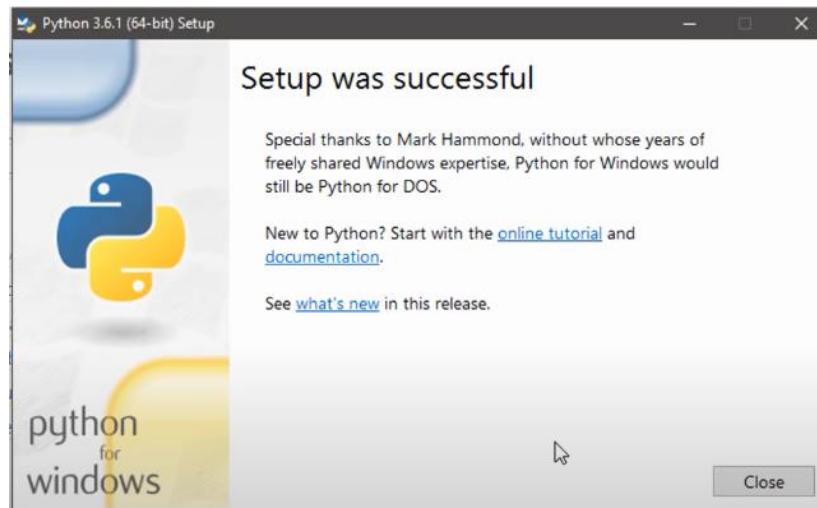 Python 3.6.1 (64-bit) Setup
Setup was successful
Special thanks to Mark Hammond, without whose years of
freely shared Windows expertise, Python for Windows would
still be Python for DOS.
New to Python? Start with the online tutorial and
documentation.
See what's new in this release.
python
for
windows
Close